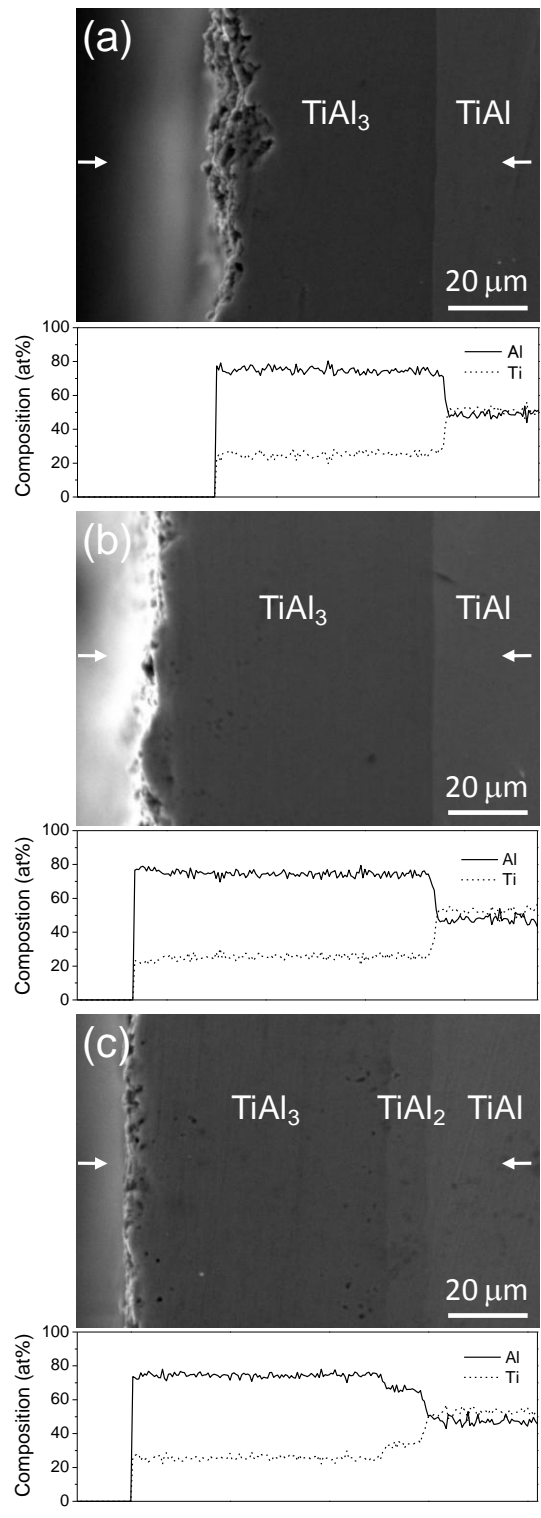 (a)
TiAl₃ TiAl
20 μm
100
80
60
40
20
0
Composition (at%)
Al
Ti
(b)
TiAl₃ TiAl
20 μm
100
80
60
40
20
0
Compostion (at%)
Al
Ti
(c)
TiAl₃ TiAl₂ TiAl
20 μm
100
80
60
40
20
0
Composition (at%)
Al
Ti